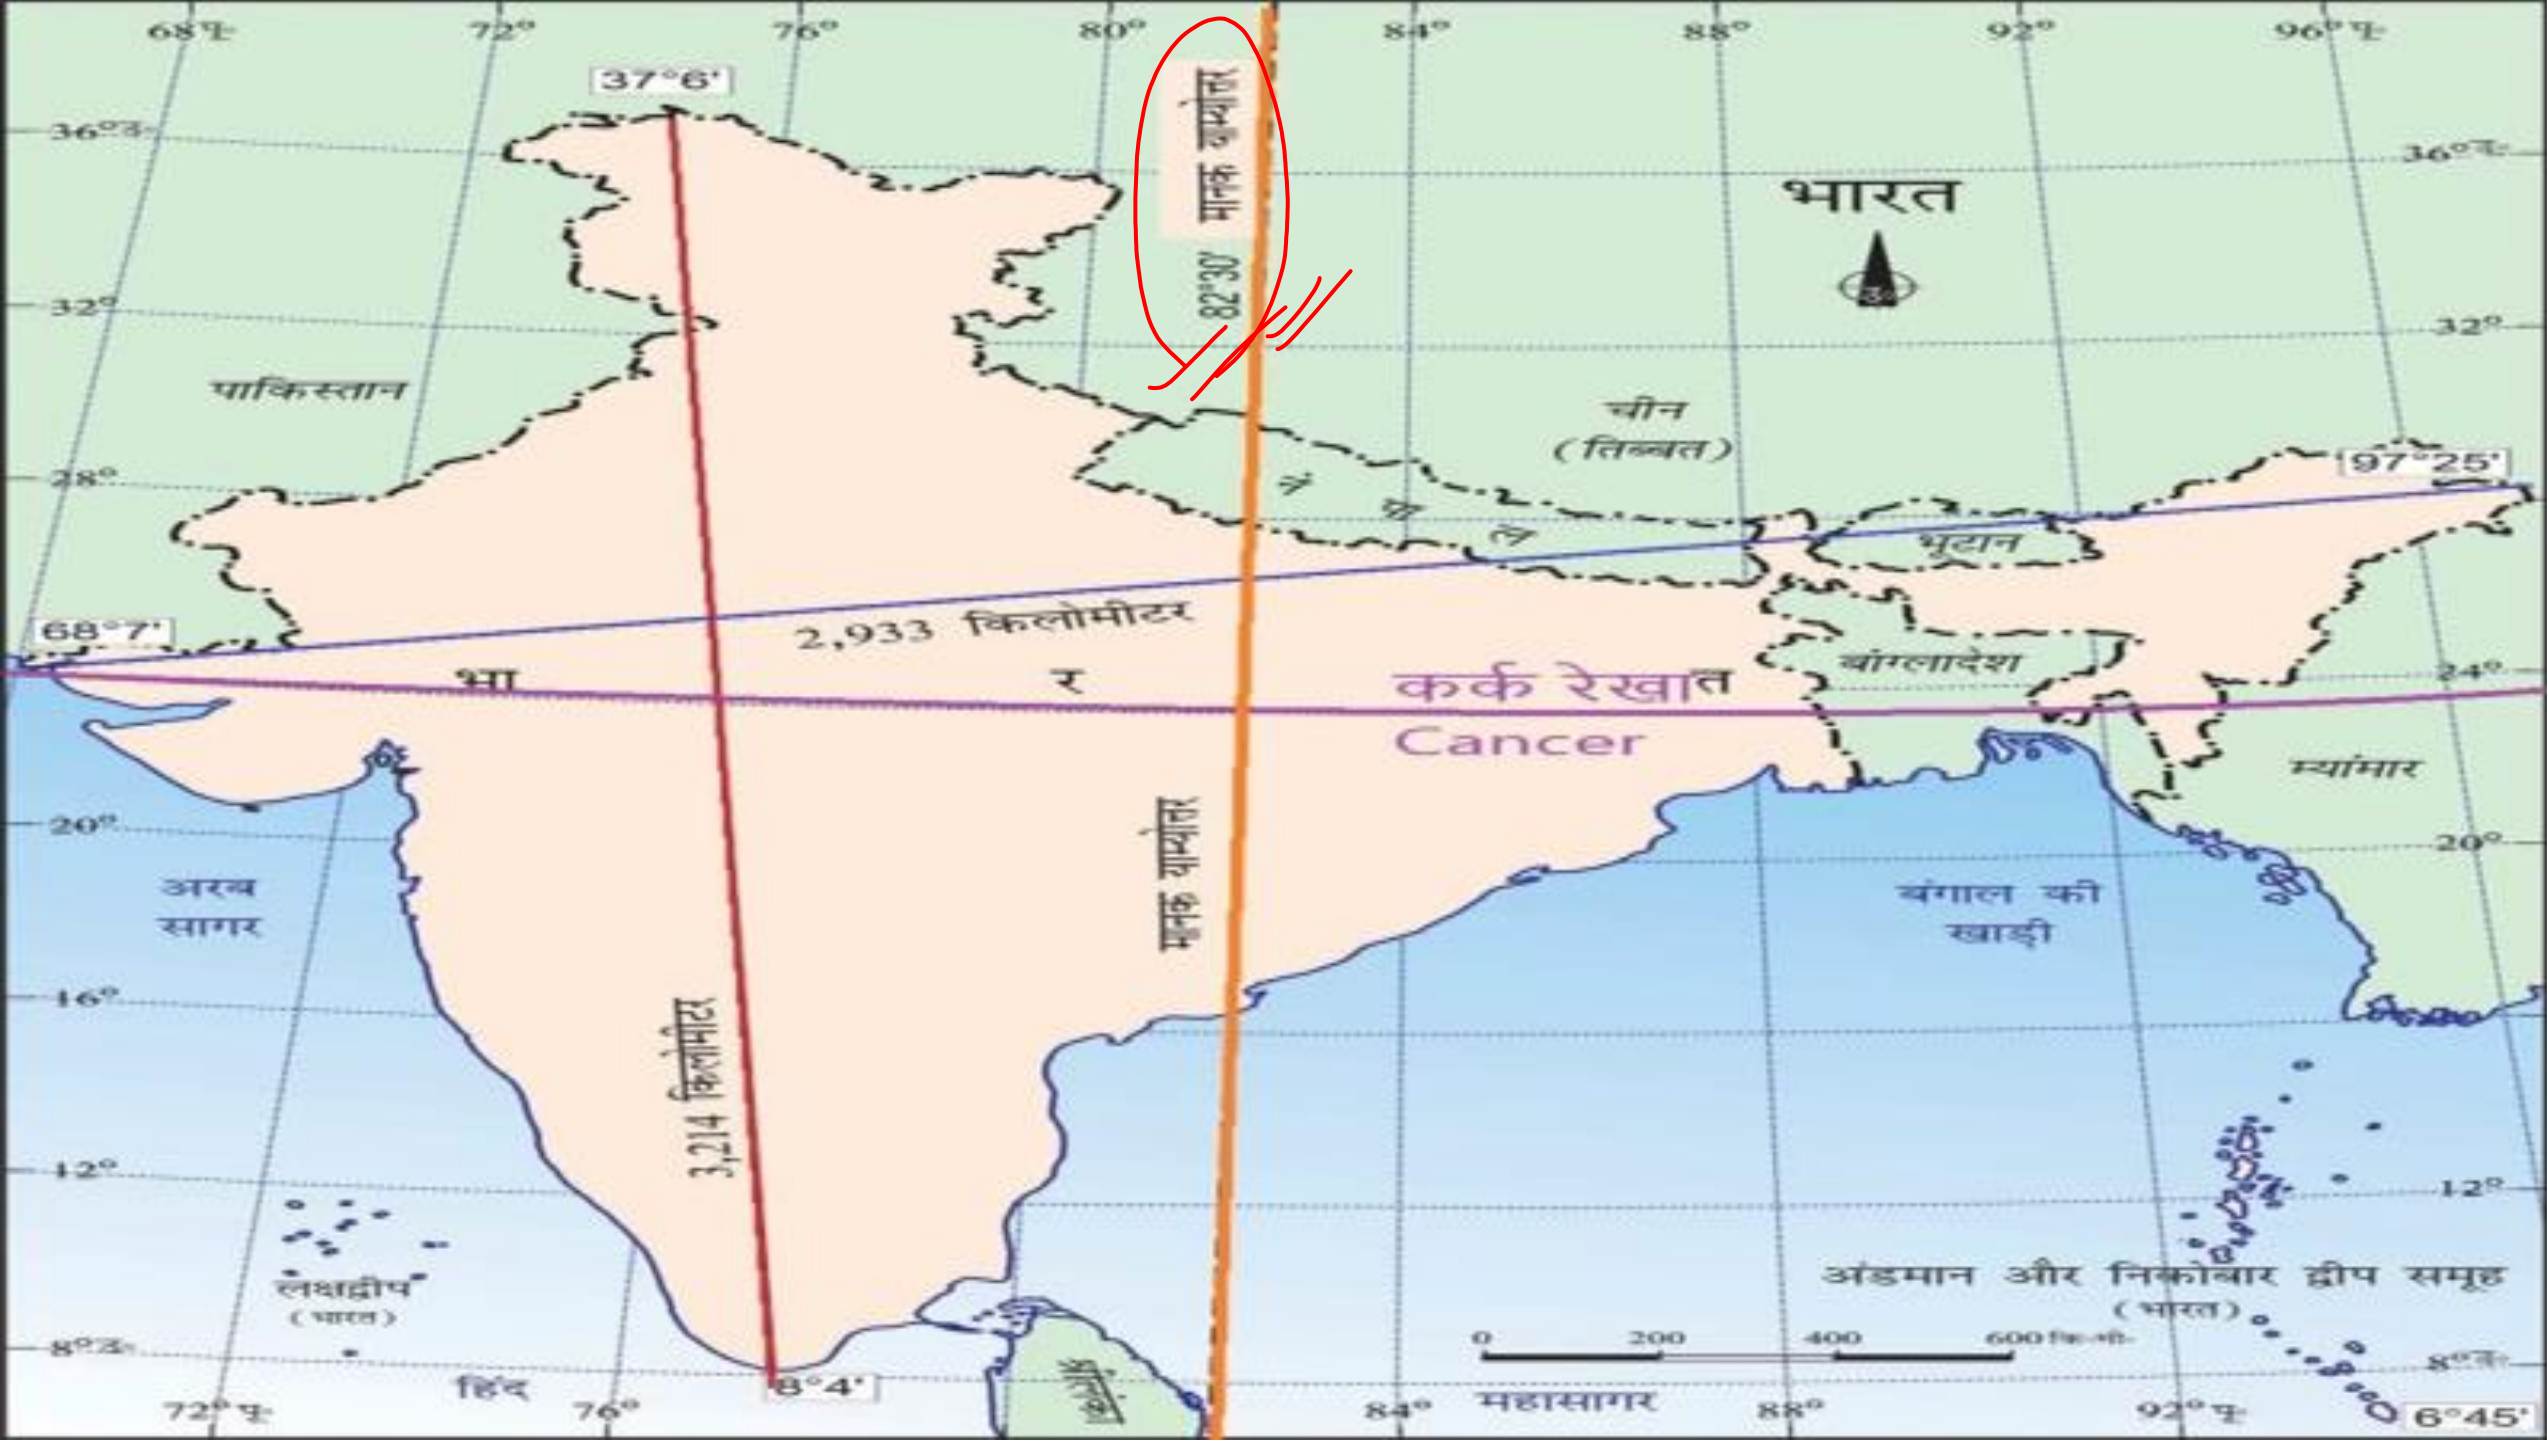 68°पू॰ 72° 76° 80° 84° 88° 92° 96°पू॰
37°6'
मानक याम्योत्तर
82°30'
36°उ॰
36°उ॰
भारत
उ॰
32°
32°
पाकिस्तान
चीन
(तिब्बत)
28°
97°25'
ने पा ल
भूटान
68°7'
2,933 किलोमीटर
भा र त
कर्क रेखा
Cancer
बांग्लादेश
24°
म्यांमार
20°
20°
मानक याम्योत्तर
अरब
सागर
बंगाल की
खाड़ी
16°
3,214 किलोमीटर
12°
12°
लक्षद्वीप
(भारत)
अंडमान और निकोबार द्वीप समूह
(भारत)
0 200 400 600 कि॰मी॰
8°उ॰
8°उ॰
8°4'
हिंद
महासागर
श्रीलंका
72°पू॰ 76° 84° 88° 92°पू॰
6°45'